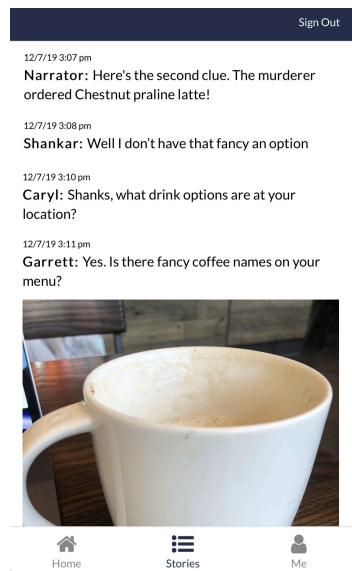 Sign Out
12/7/19 3:07 pm
Narrator: Here's the second clue. The murderer
ordered Chestnut praline latte!
12/7/19 3:08 pm
Shankar: Well I don't have that fancy an option
12/7/19 3:10 pm
Caryl: Shanks, what drink options are at your
location?
12/7/19 3:11 pm
Garrett: Yes. Is there fancy coffee names on your
menu?
Home
Stories
Me